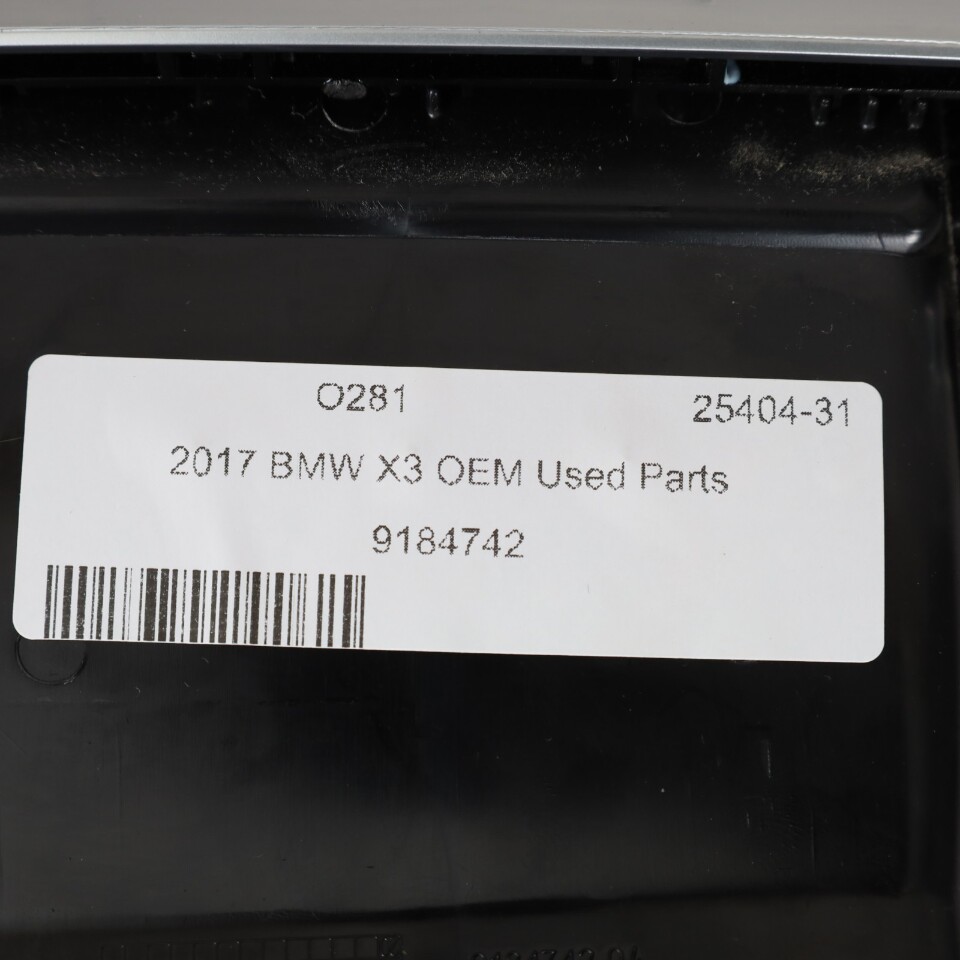 O281 25404-31
2017 BMW X3 OEM Used Parts
9184742